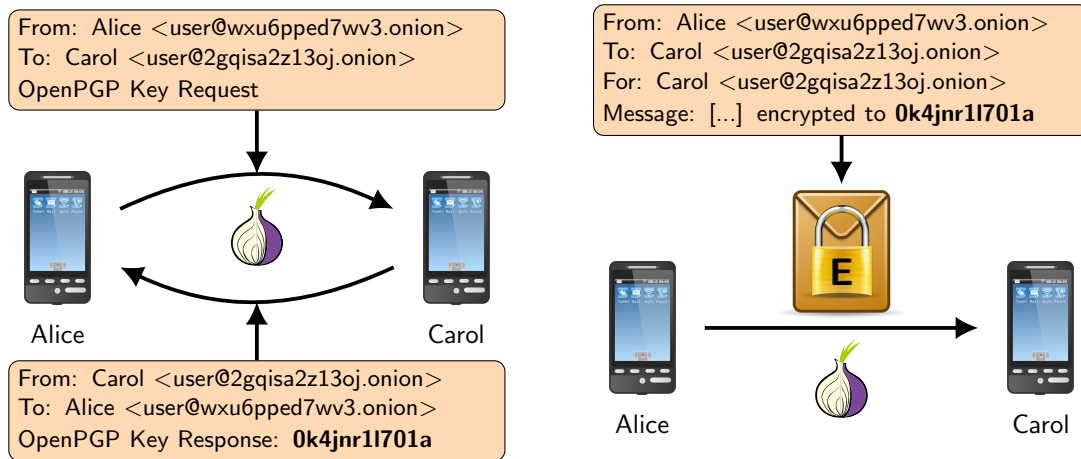 From: Alice <user@wxu6pped7wv3.onion>
To: Carol <user@2gqisa2z13oj.onion>
OpenPGP Key Request
Alice
Carol
From: Carol <user@2gqisa2z13oj.onion>
To: Alice <user@wxu6pped7wv3.onion>
OpenPGP Key Response: 0k4jnr1l701a
From: Alice <user@wxu6pped7wv3.onion>
To: Carol <user@2gqisa2z13oj.onion>
For: Carol <user@2gqisa2z13oj.onion>
Message: [...] encrypted to 0k4jnr1l701a
E
Alice
Carol